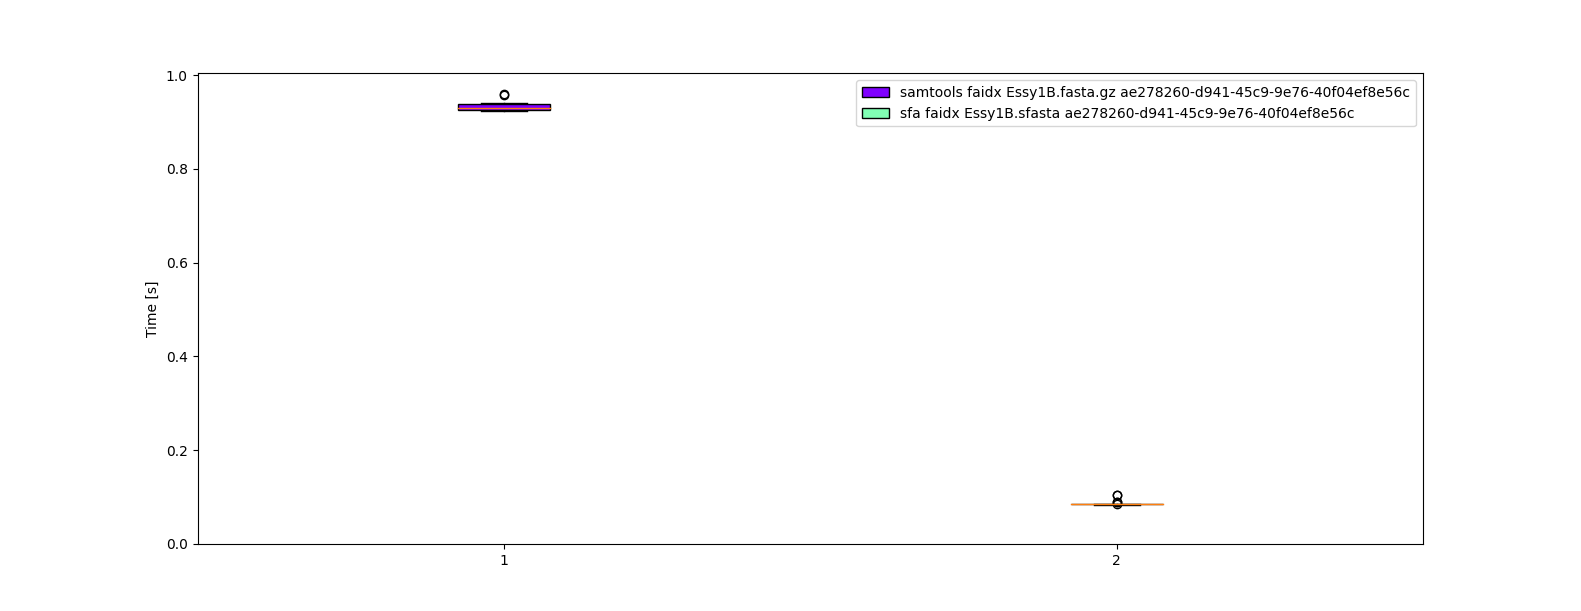 1.0
0.8
0.6
0.4
0.2
0.0
Time [s]
samtools faidx Essy1B.fasta.gz ae278260-d941-45c9-9e76-40f04ef8e56c
sfa faidx Essy1B.sfasta ae278260-d941-45c9-9e76-40f04ef8e56c
1
2